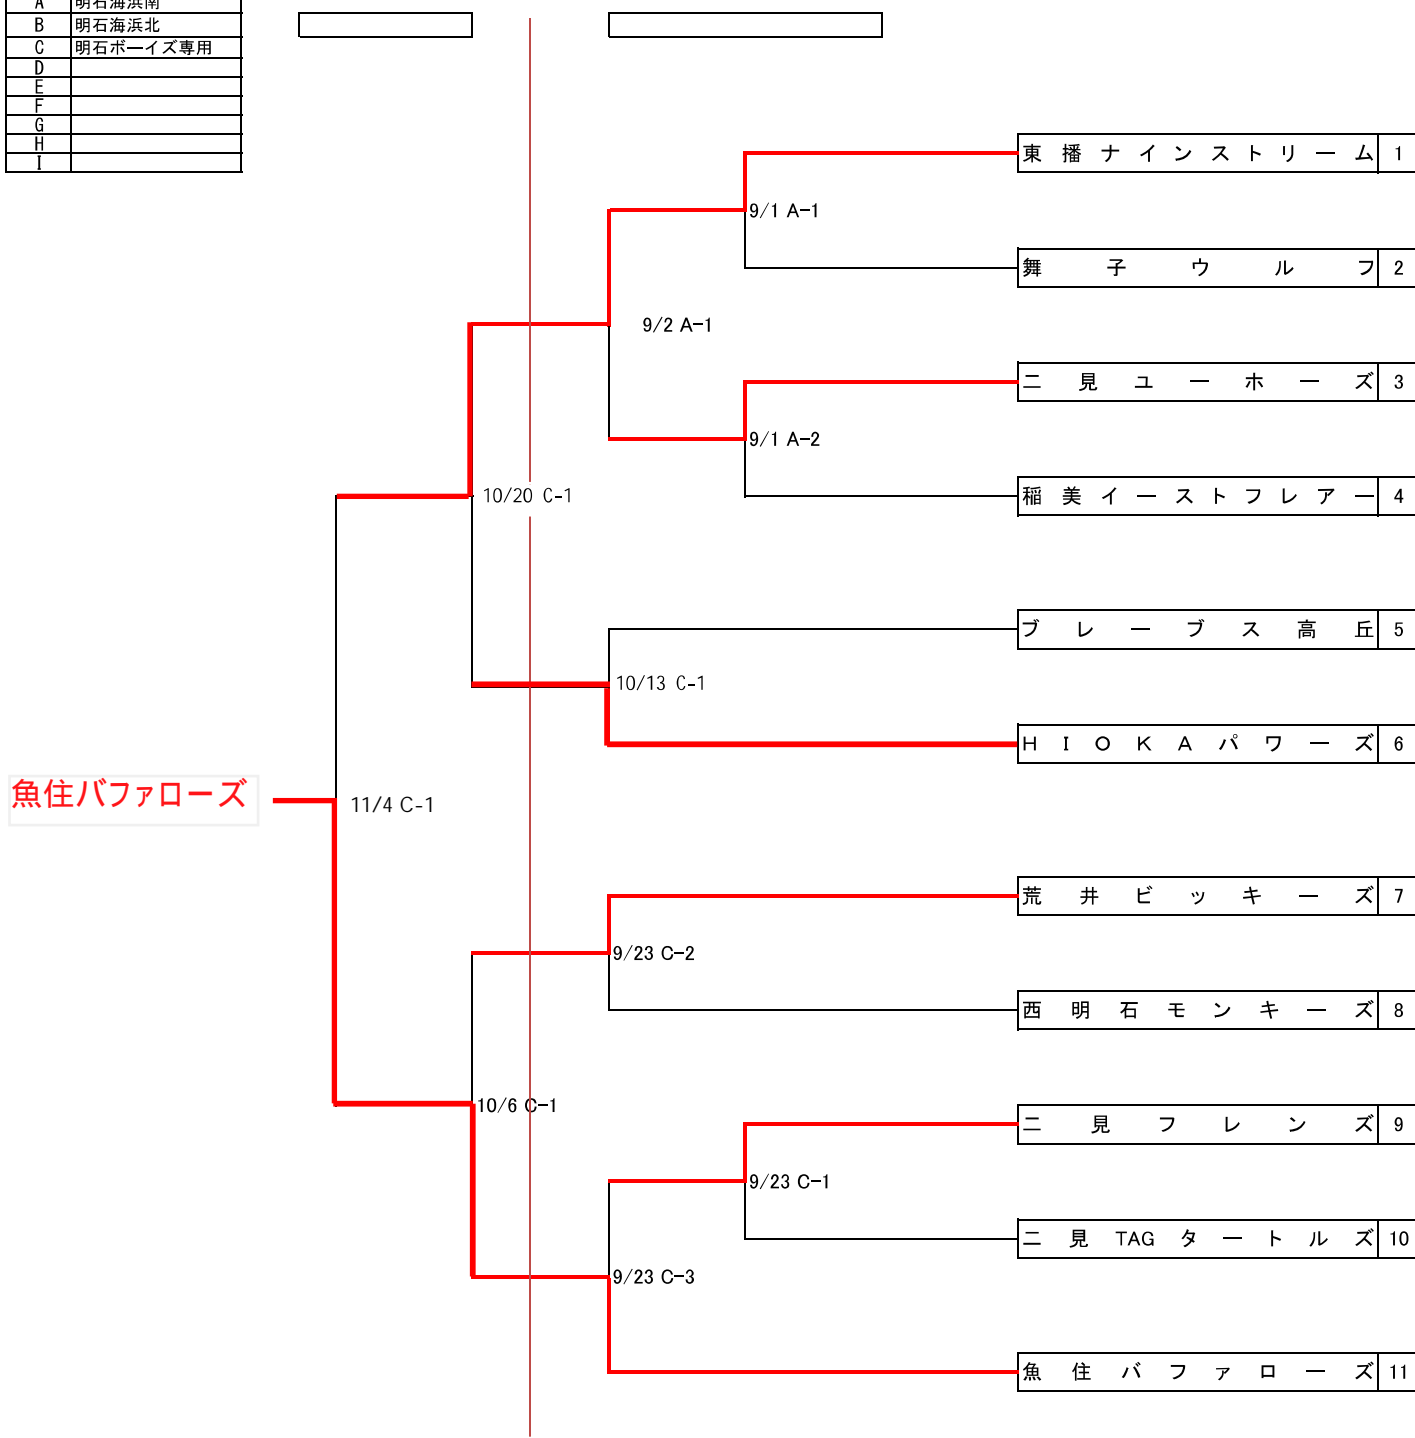 A 明石海浜南
B 明石海浜北
C 明石ボーイズ専用
D
E
F
G
H
I
東播ナインストリーム 1
9/1 A-1
舞子ウルフ 2
9/2 A-1
二見ユーホーズ 3
9/1 A-2
10/20 C-1
稲美イーストフレアー 4
ブレーブス高丘 5
10/13 C-1
HIOKAパワーズ 6
魚住バファローズ
11/4 C-1
荒井ビッキーズ 7
9/23 C-2
西明石モンキーズ 8
10/6 C-1
二見フレンズ 9
9/23 C-1
二見TAGタートルズ 10
9/23 C-3
魚住バファローズ 11